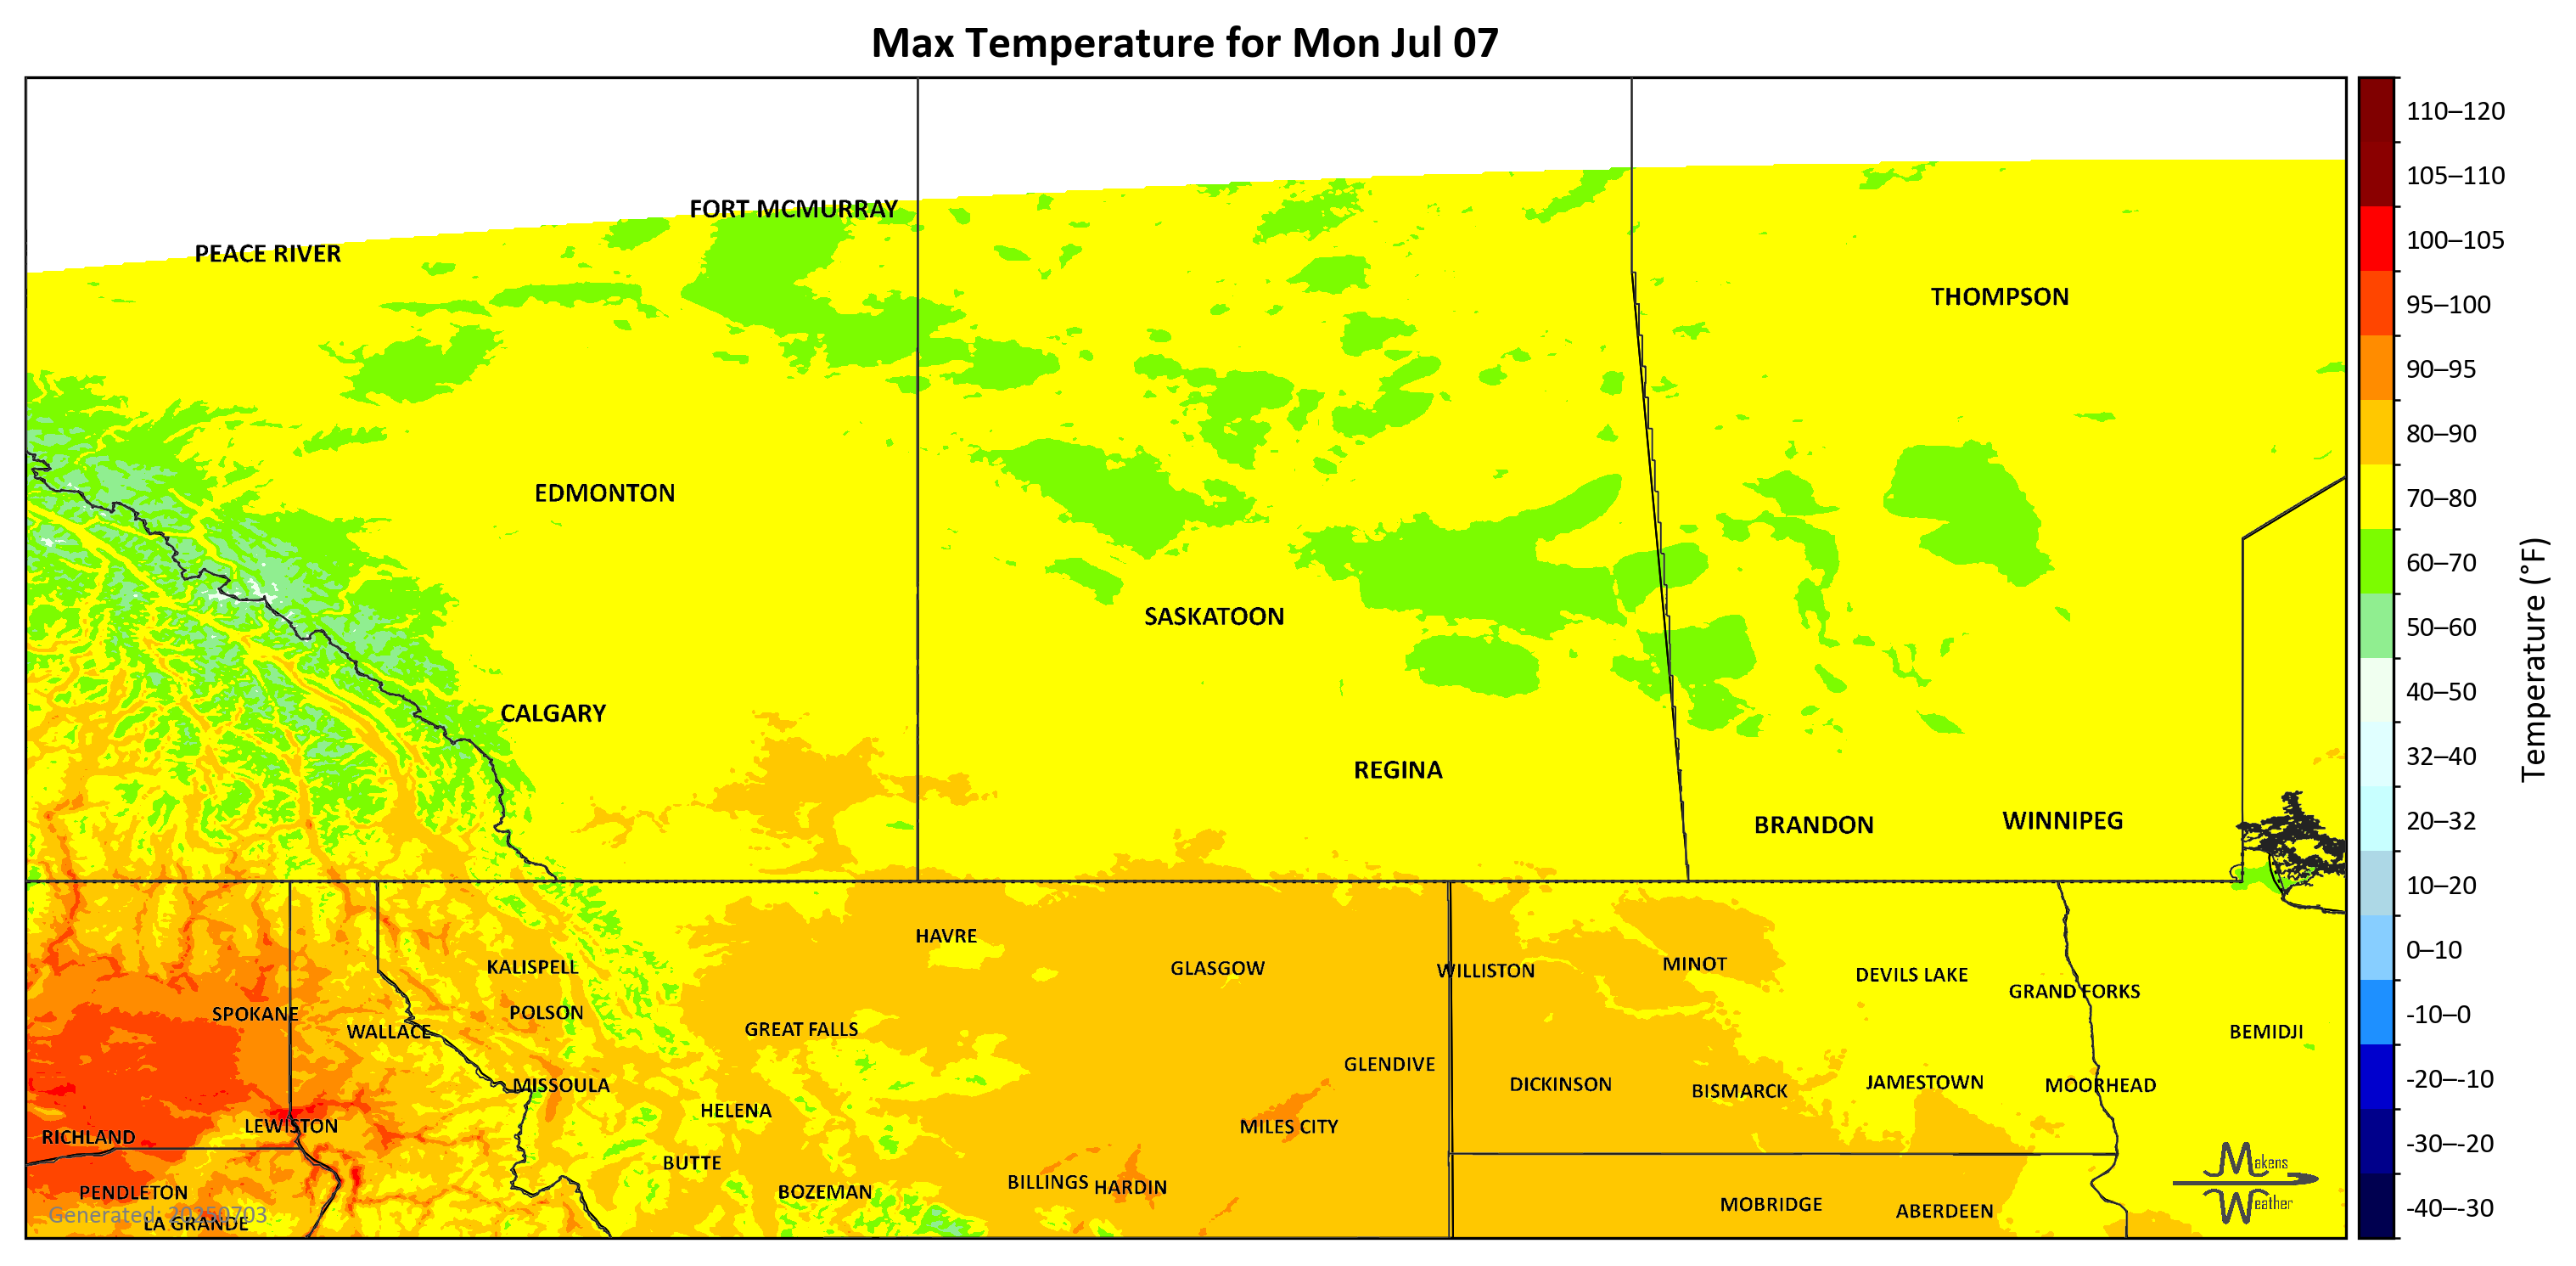 Max Temperature for Mon Jul 07
FORT MCMURRAY
PEACE RIVER
THOMPSON
EDMONTON
SASKATOON
CALGARY
REGINA
BRANDON
WINNIPEG
HAVRE
KALISPELL
GLASGOW
WILLISTON
MINOT
DEVILS LAKE
GRAND FORKS
SPOKANE
POLSON
WALLACE
GREAT FALLS
BEMIDJI
GLENDIVE
MISSOULA
DICKINSON
BISMARCK
JAMESTOWN
MOORHEAD
HELENA
LEWISTON
MILES CITY
RICHLAND
BUTTE
BILLINGS
HARDIN
BOZEMAN
PENDLETON
MOBRIDGE
ABERDEEN
Generated: 20250703
LA GRANDE
Makens
Weather
110–120
105–110
100–105
95–100
90–95
80–90
70–80
60–70
50–60
40–50
32–40
20–32
10–20
0–10
-10–0
-20–-10
-30–-20
-40–-30
Temperature (°F)